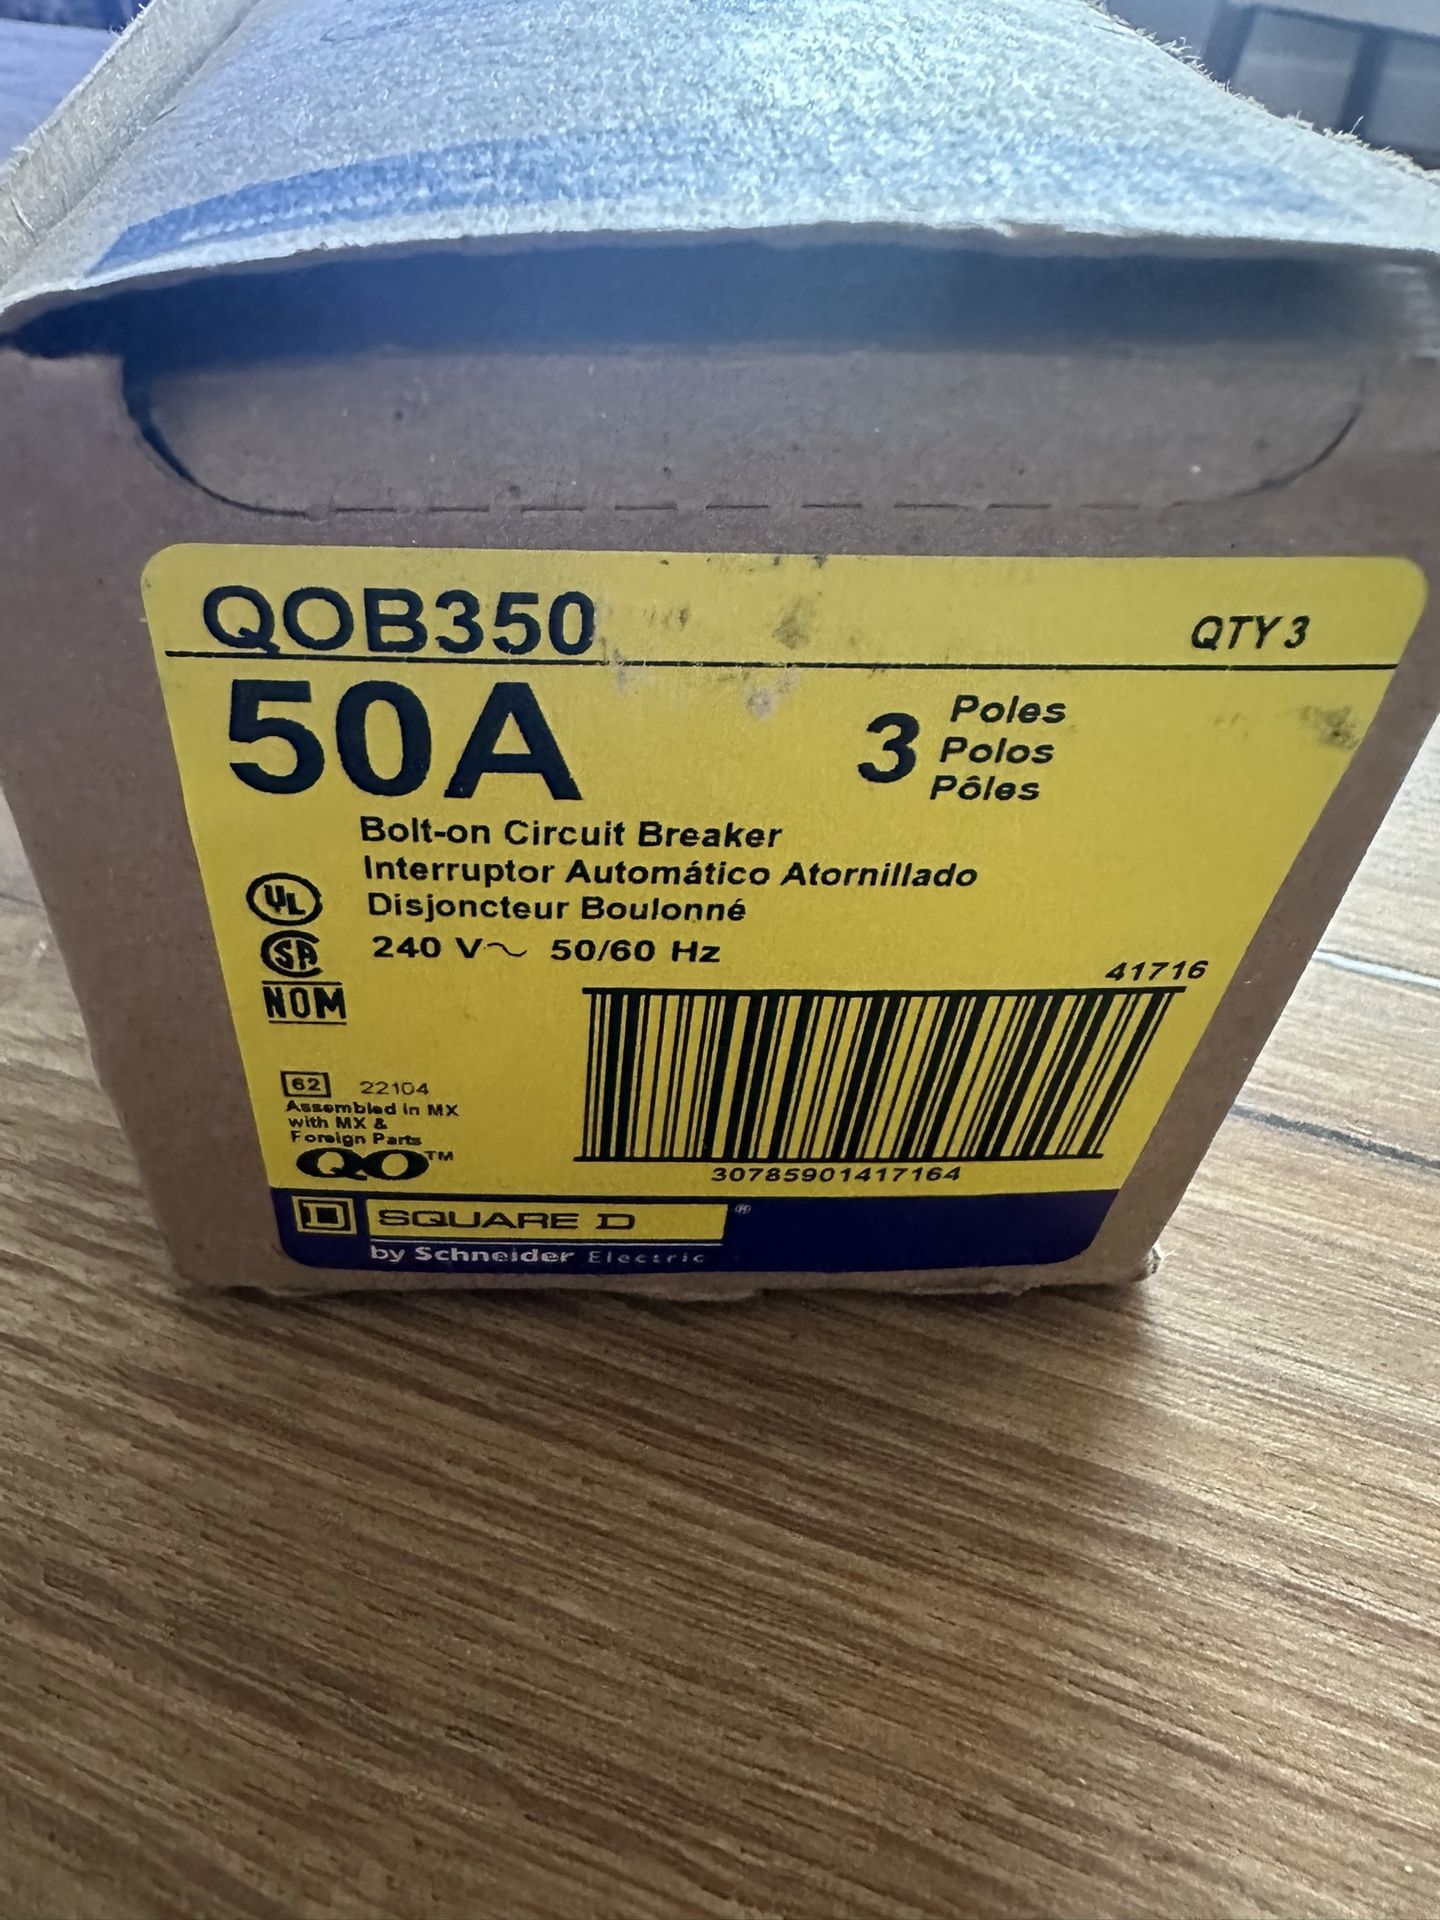 QOB350
QTY 3
50A
3 Poles
Polos
Pôles
Bolt-on Circuit Breaker
Interruptor Automático Atornillado
Disjoncteur Boulonné
240 V~ 50/60 Hz
UL
SA
NOM
41716
62 22104
Assembled in MX
with MX &
Foreign Parts
QO™
30785901417164
D SQUARE D ®
by Schneider Electric